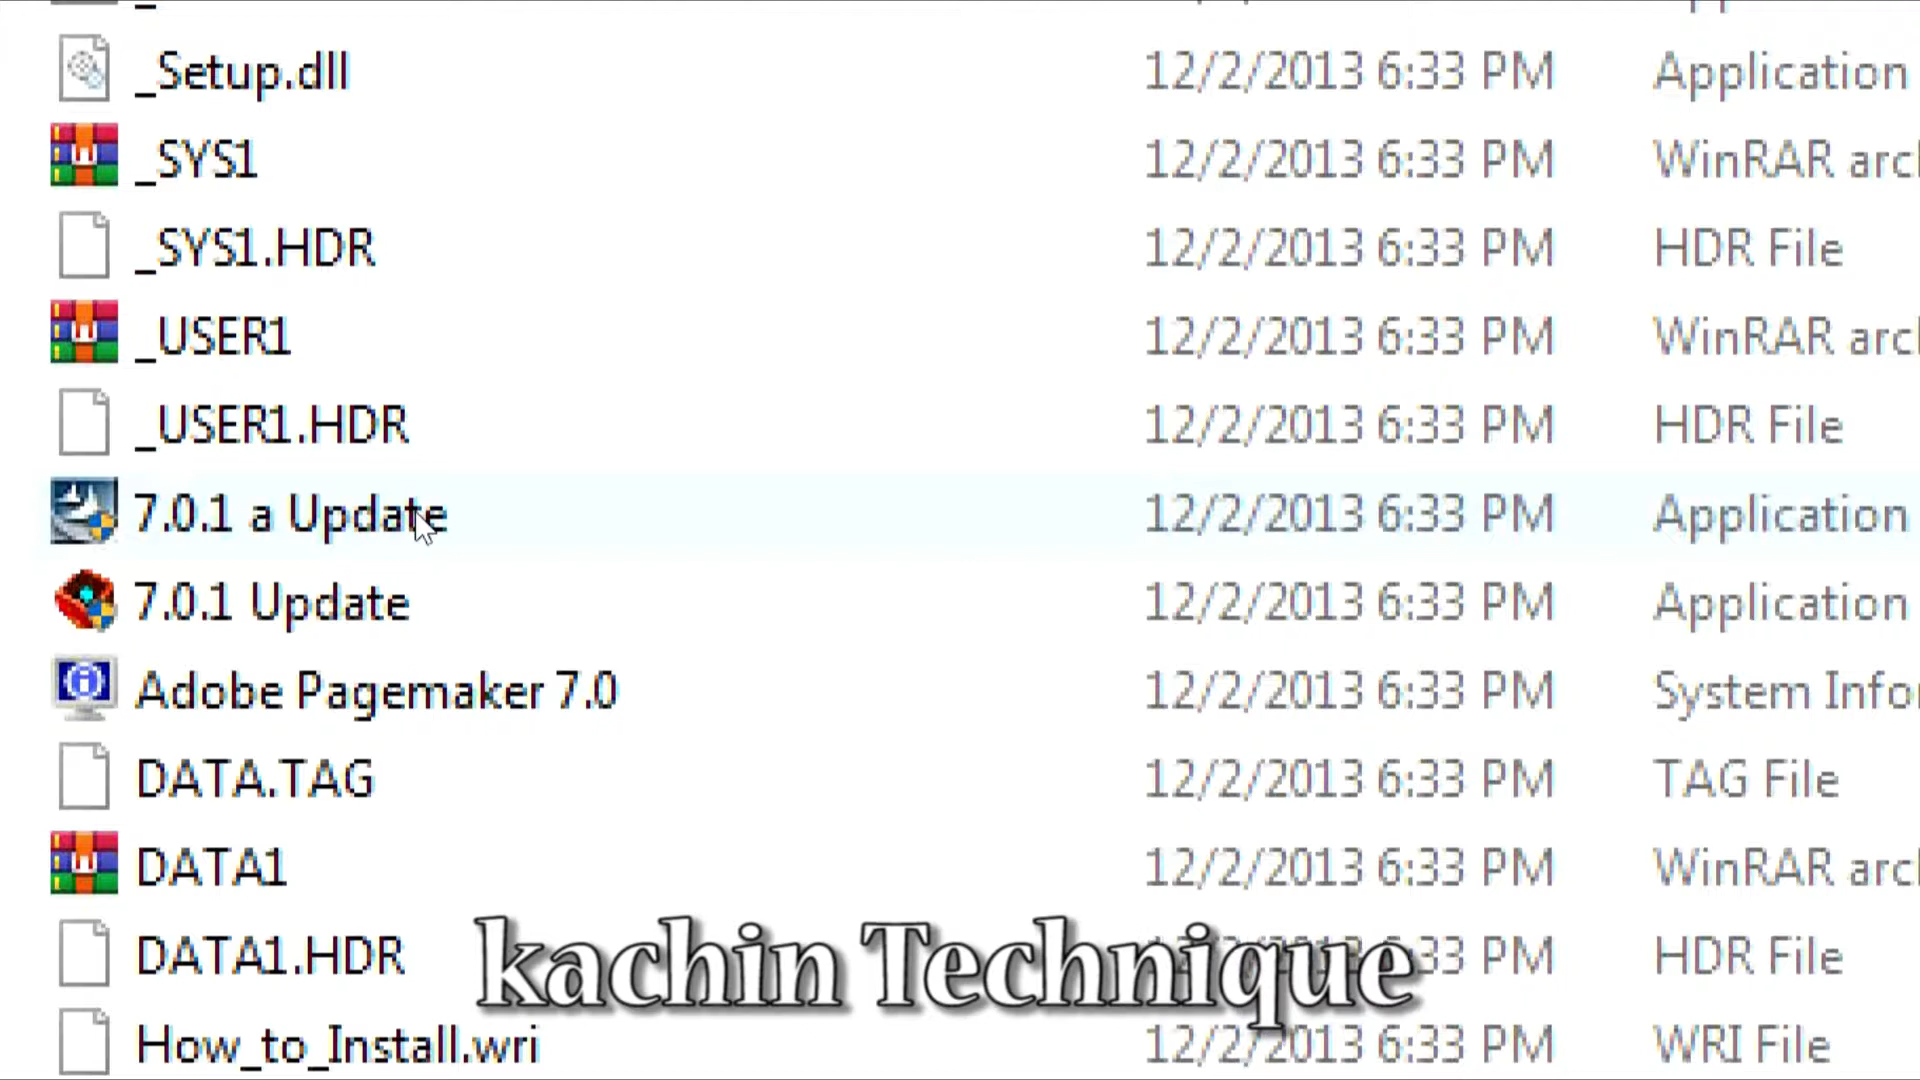 _Setup.dll 12/2/2013 6:33 PM Application
_SYS1 12/2/2013 6:33 PM WinRAR arcl
_SYS1.HDR 12/2/2013 6:33 PM HDR File
_USER1 12/2/2013 6:33 PM WinRAR arcl
_USER1.HDR 12/2/2013 6:33 PM HDR File
7.0.1 a Update 12/2/2013 6:33 PM Application
7.0.1 Update 12/2/2013 6:33 PM Application
Adobe Pagemaker 7.0 12/2/2013 6:33 PM System Infor
DATA.TAG 12/2/2013 6:33 PM TAG File
DATA1 12/2/2013 6:33 PM WinRAR arcl
DATA1.HDR 33 PM HDR File
kachin Technique
How_to_Install.wri 12/2/2013 6:33 PM WRI File